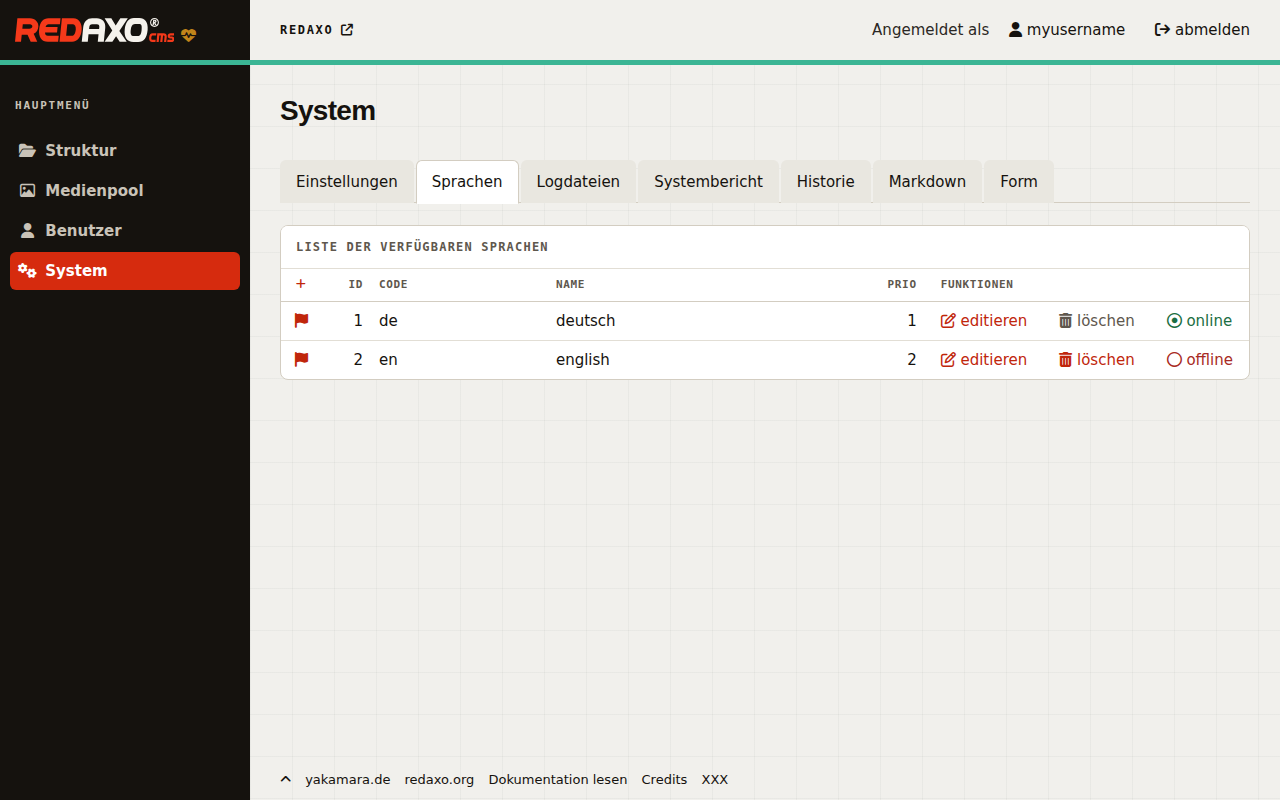 REDAXO® cms
REDAXO
Angemeldet als myusername abmelden
HAUPTMENÜ
Struktur
Medienpool
Benutzer
System
System
Einstellungen Sprachen Logdateien Systembericht Historie Markdown Form
LISTE DER VERFÜGBAREN SPRACHEN
+ ID CODE NAME PRIO FUNKTIONEN
1 de deutsch 1 editieren löschen online
2 en english 2 editieren löschen offline
yakamara.de redaxo.org Dokumentation lesen Credits XXX